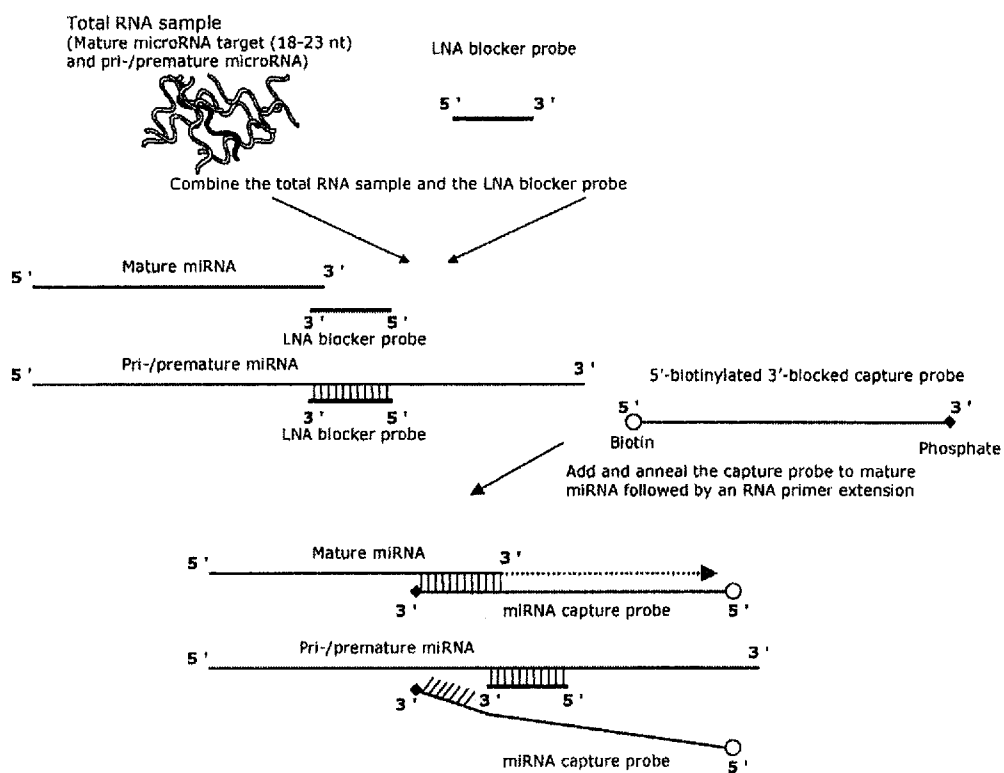 Total RNA sample
(Mature microRNA target (18-23 nt)
and pri-/premature microRNA)
LNA blocker probe
5 ' 3 '
Combine the total RNA sample and the LNA blocker probe
5 ' Mature miRNA 3 '
3 ' 5 '
LNA blocker probe
5 ' Pri-/premature miRNA 3 '
3 ' 5 '
LNA blocker probe
5'-biotinylated 3'-blocked capture probe
5 ' 3 '
Biotin Phosphate
Add and anneal the capture probe to mature
miRNA followed by an RNA primer extension
5 ' Mature miRNA 3 '
3 ' miRNA capture probe 5 '
5 ' Pri-/premature miRNA 3 '
3 ' 3 ' 5 '
miRNA capture probe 5 '